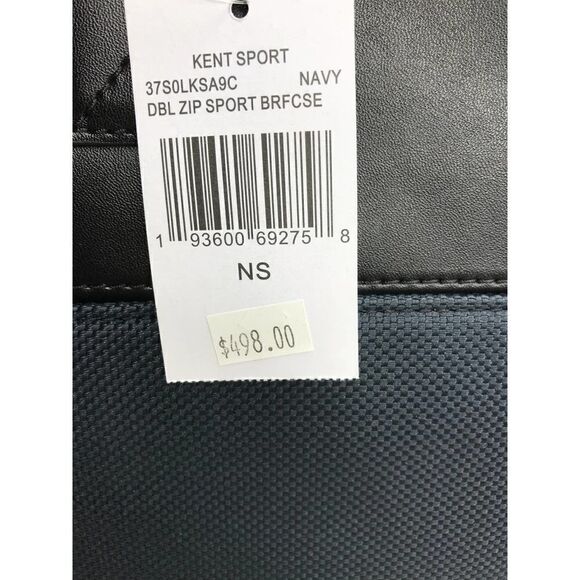 KENT SPORT
37S0LKSA9C NAVY
DBL ZIP SPORT BRFCSE
1 93600 69275 8
NS
$498.00